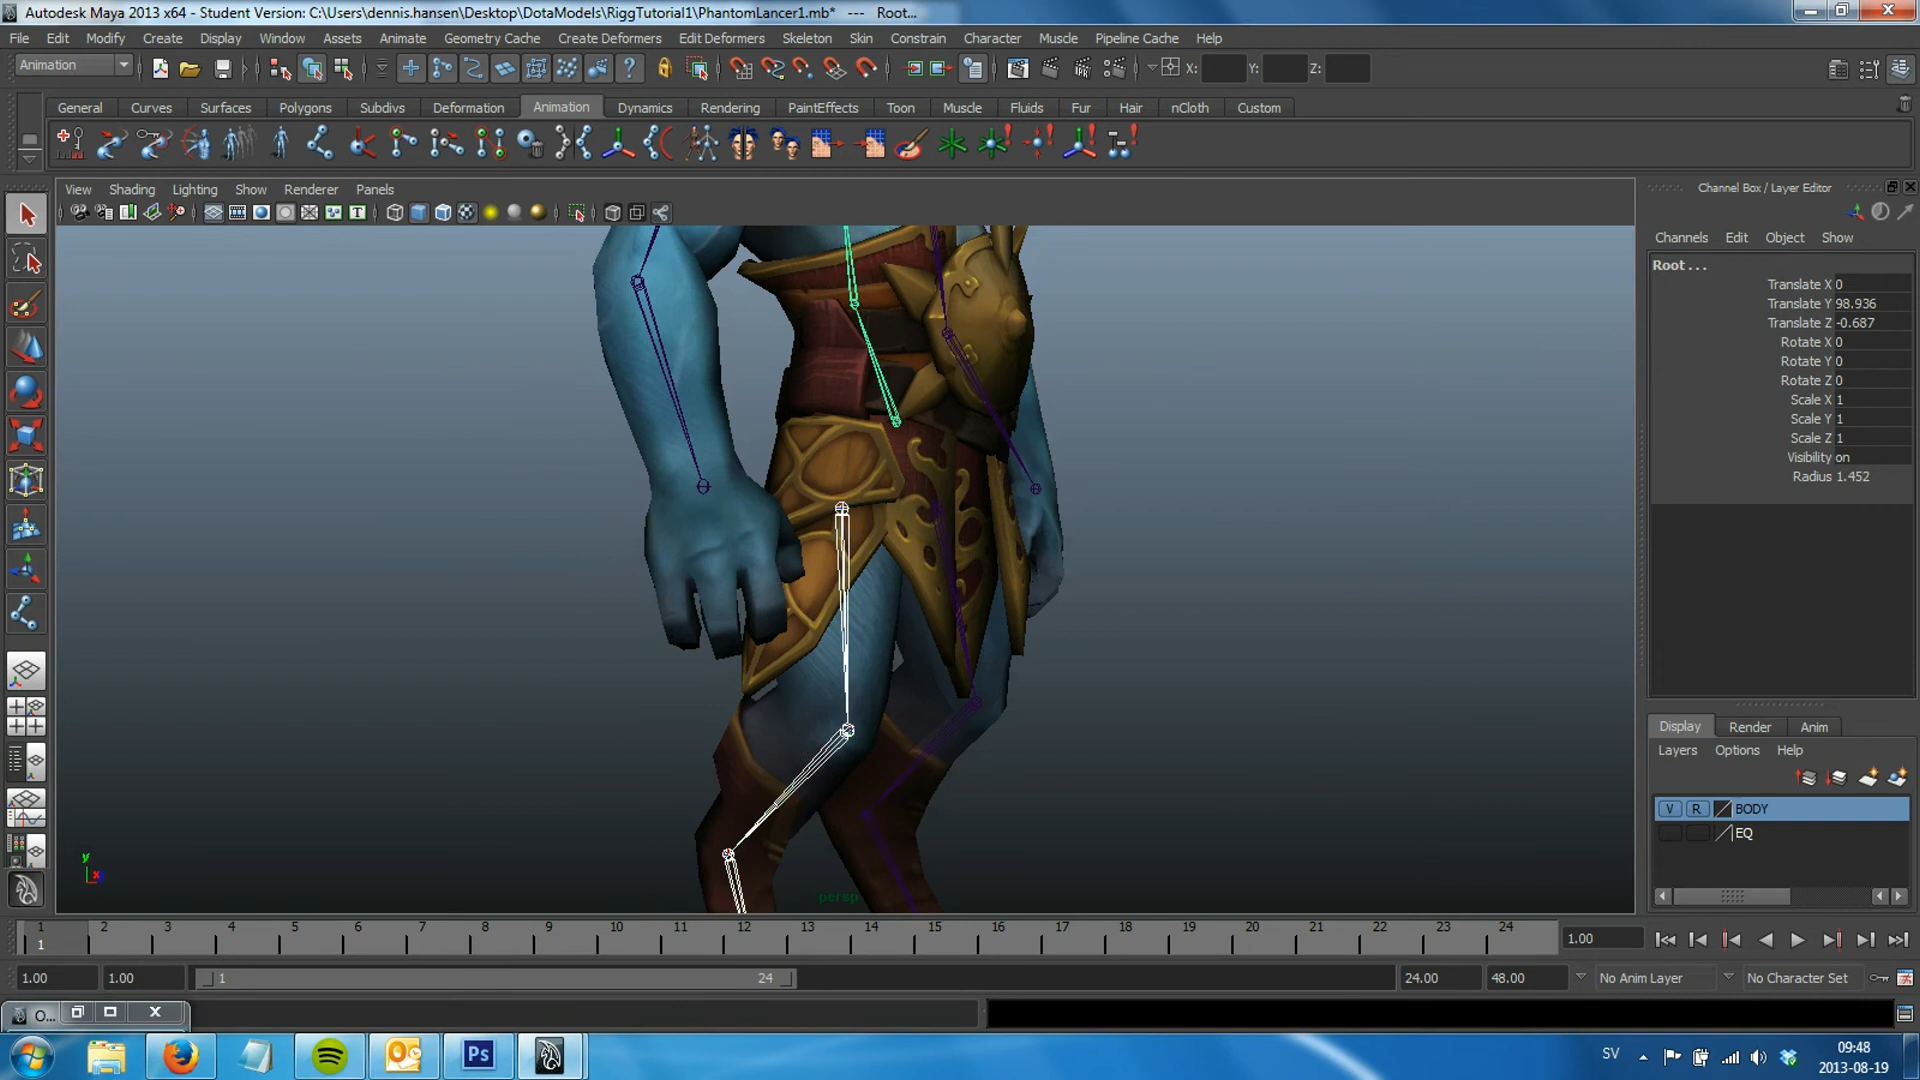 Autodesk Maya 2013 x64 - Student Version: C:\Users\dennis.hansen\Desktop\DotaModels\RiggTutorial1\PhantomLancer1.mb* --- Root...
File Edit Modify Create Display Window Assets Animate Geometry Cache Create Deformers Edit Deformers Skeleton Skin Constrain Character Muscle Pipeline Cache Help
Animation X: Y: Z:
General Curves Surfaces Polygons Subdivs Deformation Animation Dynamics Rendering PaintEffects Toon Muscle Fluids Fur Hair nCloth Custom
View Shading Lighting Show Renderer Panels
Channel Box / Layer Editor
Channels Edit Object Show
Root...
Translate X 0
Translate Y 98.936
Translate Z -0.687
Rotate X 0
Rotate Y 0
Rotate Z 0
Scale X 1
Scale Y 1
Scale Z 1
Visibility on
Radius 1.452
Display Render Anim
Layers Options Help
V R BODY
EQ
y
x
persp
1 2 3 4 5 6 7 8 9 10 11 12 13 14 15 16 17 18 19 20 21 22 23 24
1
1.00
1.00 1.00 1 24 24.00 48.00 No Anim Layer No Character Set
O...
Ps
SV
09:48
2013-08-19